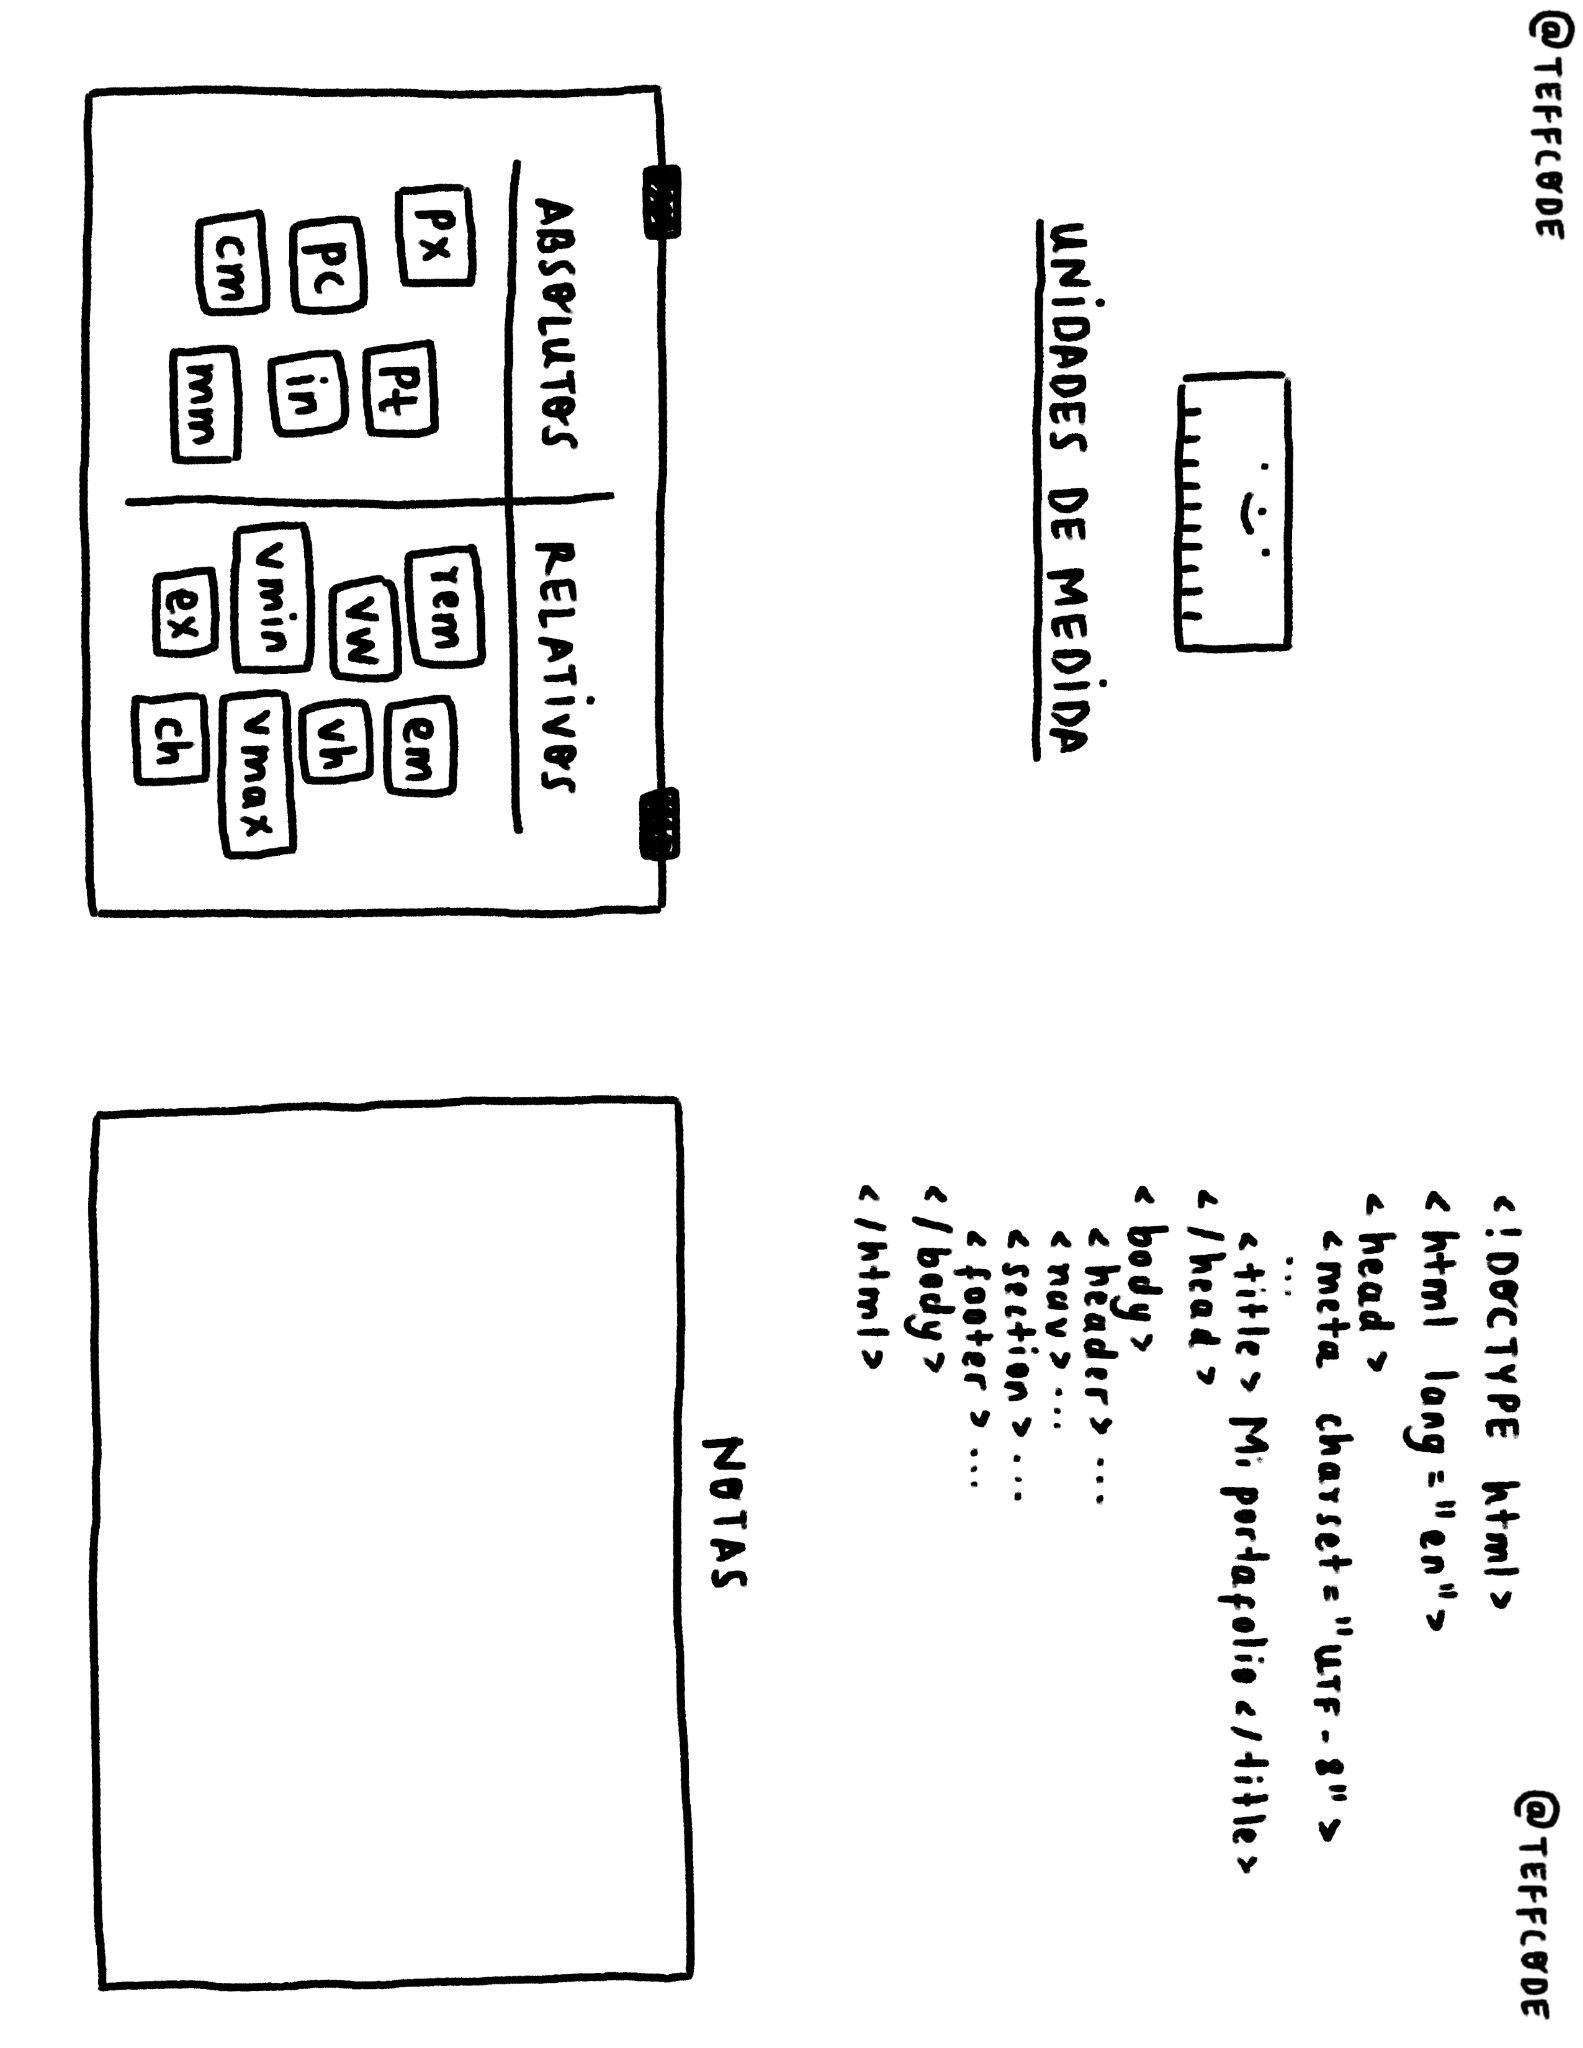 @TEFFCODE
UNIDADES DE MEDIDA
ABSOLUTOS
RELATIVOS
px
pt
pc
in
cm
mm
rem
em
vw
vh
vmin
vmax
ex
ch
@TEFFCODE
<!DOCTYPE html>
<html lang="en">
<head>
<meta charset="UTF-8">
...
<title>Mi portafolio</title>
</head>
<body>
<header>...
<nav>...
<section>...
<footer>...
</body>
</html>
NOTAS